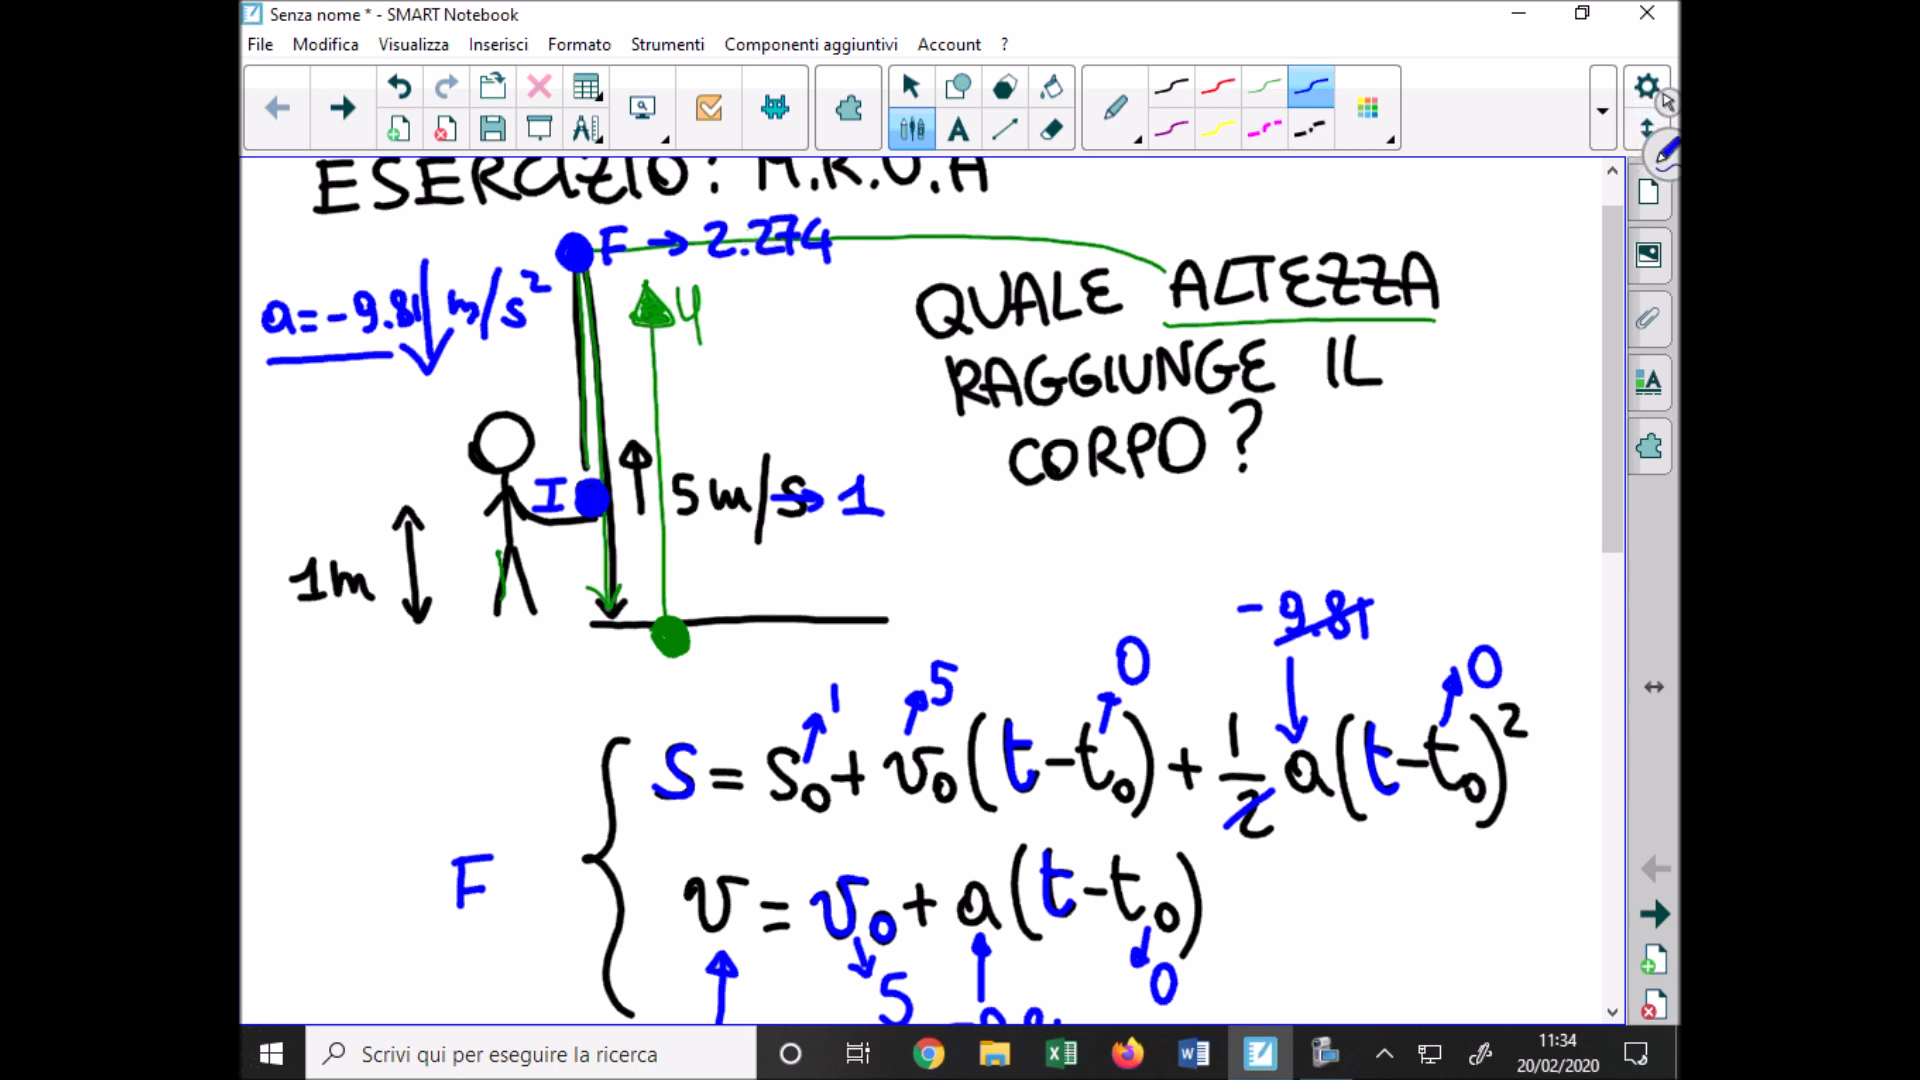 Senza nome * - SMART Notebook
File Modifica Visualizza Inserisci Formato Strumenti Componenti aggiuntivi Account ?
ESERCIZIO: M.R.U.A
F → 2.274
a = -9.81 m/s²
y
QUALE ALTEZZA
RAGGIUNGE IL
CORPO?
I
5 m/s → 1
1m
-9.81
1 5 0 0
S = S₀ + v₀ (t - t₀) + 1/2 a (t - t₀)²
F
v = v₀ + a (t - t₀)
5 0
Scrivi qui per eseguire la ricerca
11:34
20/02/2020